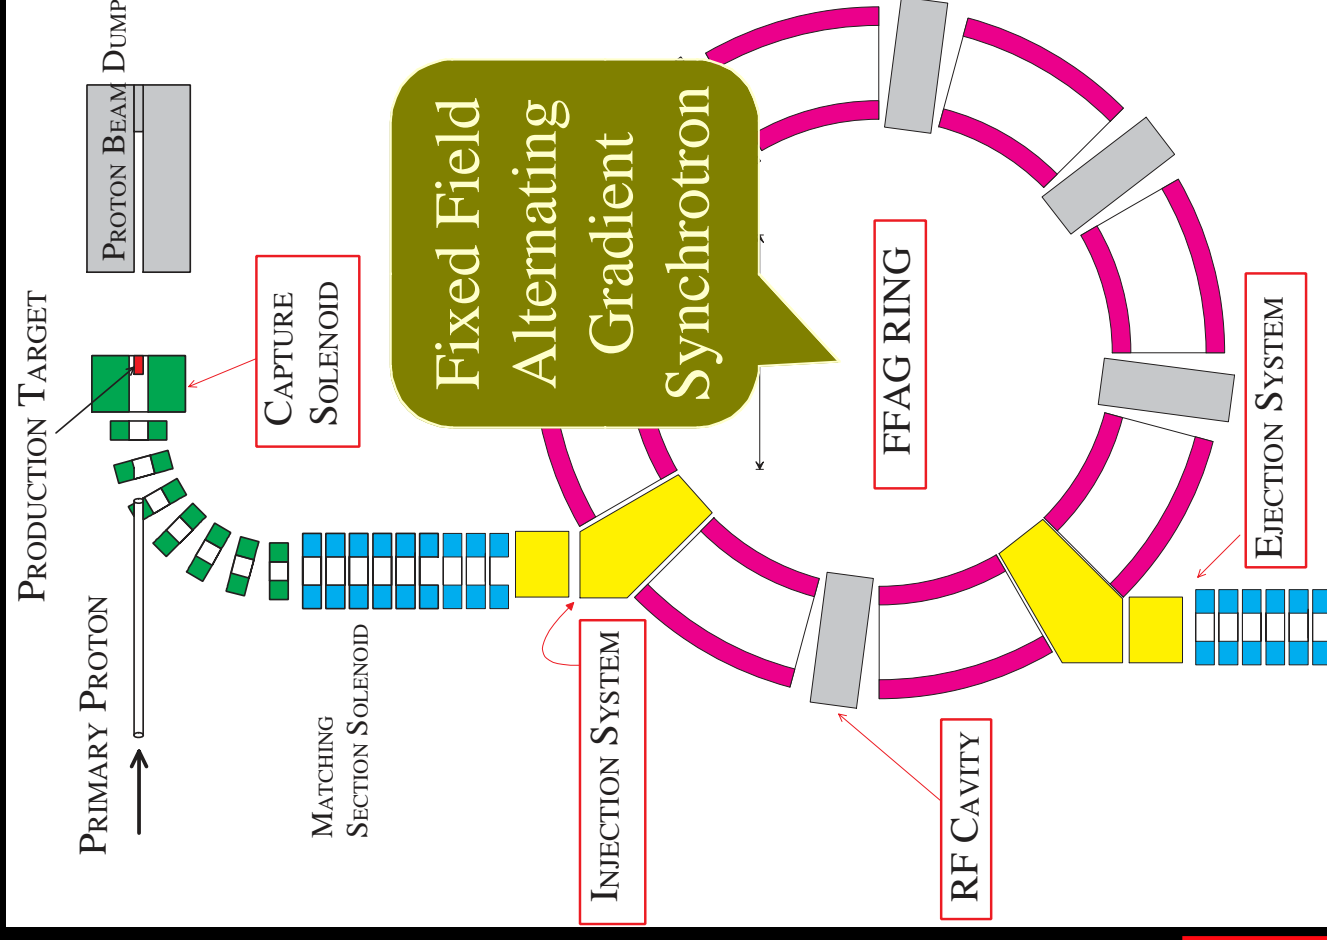 PROTON BEAM DUMP
PRODUCTION TARGET
CAPTURE
SOLENOID
PRIMARY PROTON
MATCHING
SECTION SOLENOID
Fixed Field
Alternating
Gradient
Synchrotron
FFAG RING
INJECTION SYSTEM
RF CAVITY
EJECTION SYSTEM